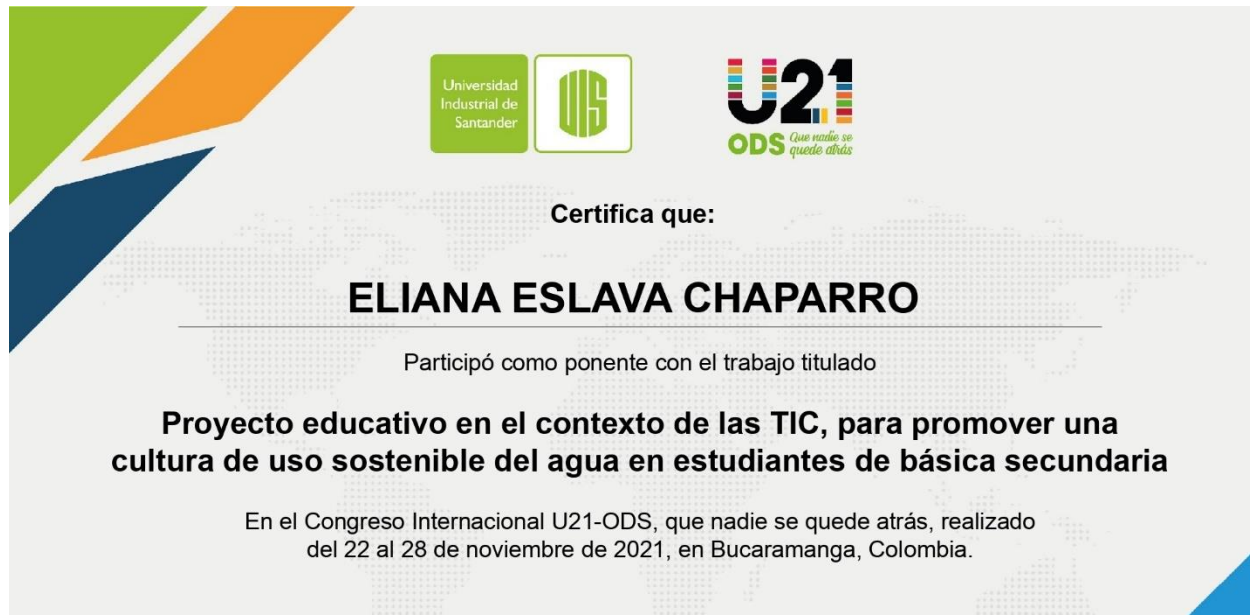 Universidad
Industrial de
Santander
UIS
U21
ODS Que nadie se
quede atrás
Certifica que:
ELIANA ESLAVA CHAPARRO
Participó como ponente con el trabajo titulado
Proyecto educativo en el contexto de las TIC, para promover una
cultura de uso sostenible del agua en estudiantes de básica secundaria
En el Congreso Internacional U21-ODS, que nadie se quede atrás, realizado
del 22 al 28 de noviembre de 2021, en Bucaramanga, Colombia.